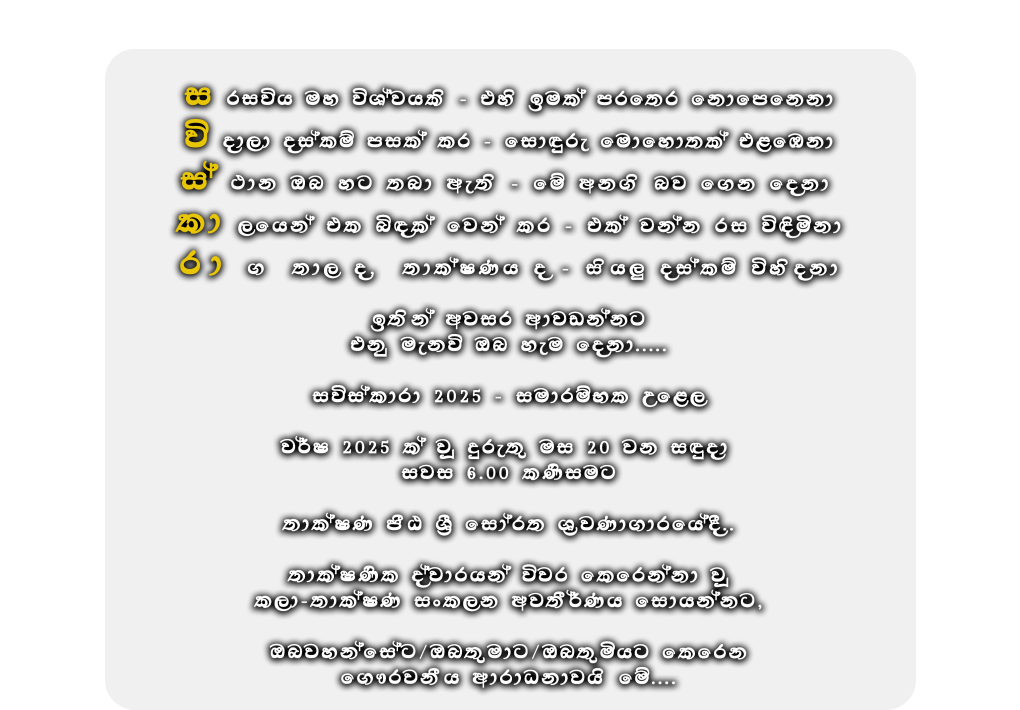 ස රසවිය මහ විශ්වයකි - එහි ඉමක් පරතෙර නොපෙනෙනා
වි දාලා දස්කම් පසක් කර - සොඳුරු මොහොතක් එළඹෙනා
ස් ථාන ඔබ හට තබා ඇති - මේ අනගි බව ගෙන දෙනා
කා ලයෙන් එක බිඳක් වෙන් කර - එක් වන්න රස විඳිමිනා
රා ග තාල ද, තාක්ෂණය ද - සියලු දස්කම් විහිදනා
ඉතින් අවසර ආවඩන්නට
එනු මැනවි ඔබ හැම දෙනා.....
සවිස්කාරා 2025 - සමාරම්භක උළෙල
වර්ෂ 2025 ක් වූ දුරුතු මස 20 වන සඳුදා
සවස 6.00 කණිසමට
තාක්ෂණ පීඨ ශ්‍රී සෝරත ශ්‍රවණාගාරයේදී..
තාක්ෂණික ද්වාරයන් විවර කෙරෙන්නා වූ
කලා-තාක්ෂණ සංකලන අවතීර්ණය සොයන්නට,
ඔබවහන්සේට/ඔබතුමාට/ඔබතුමියට කෙරෙන
ගෞරවනීය ආරාධනාවයි මේ....